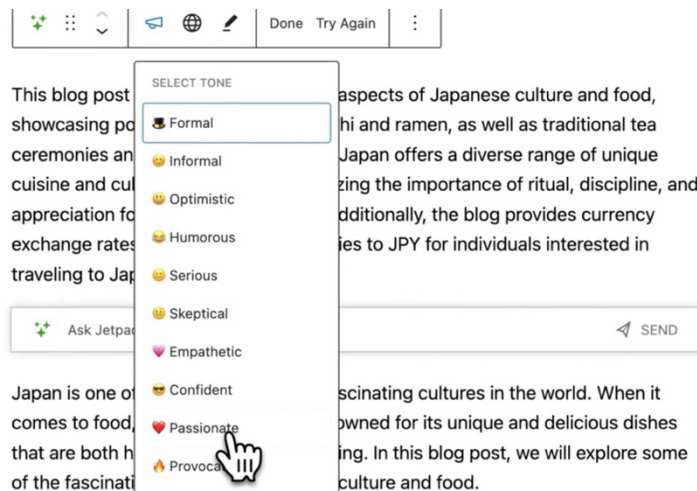 Done Try Again
SELECT TONE
This blog post aspects of Japanese culture and food,
Formal
showcasing po hi and ramen, as well as traditional tea
Informal
ceremonies an Japan offers a diverse range of unique
cuisine and cul zing the importance of ritual, discipline, and
Optimistic
appreciation fo dditionally, the blog provides currency
Humorous
exchange rates ies to JPY for individuals interested in
Serious
traveling to Jap
Skeptical
Ask Jetpac SEND
Empathetic
Confident
Japan is one of scinating cultures in the world. When it
comes to food, owned for its unique and delicious dishes
Passionate
that are both h ing. In this blog post, we will explore some
Provoca
of the fascinati culture and food.